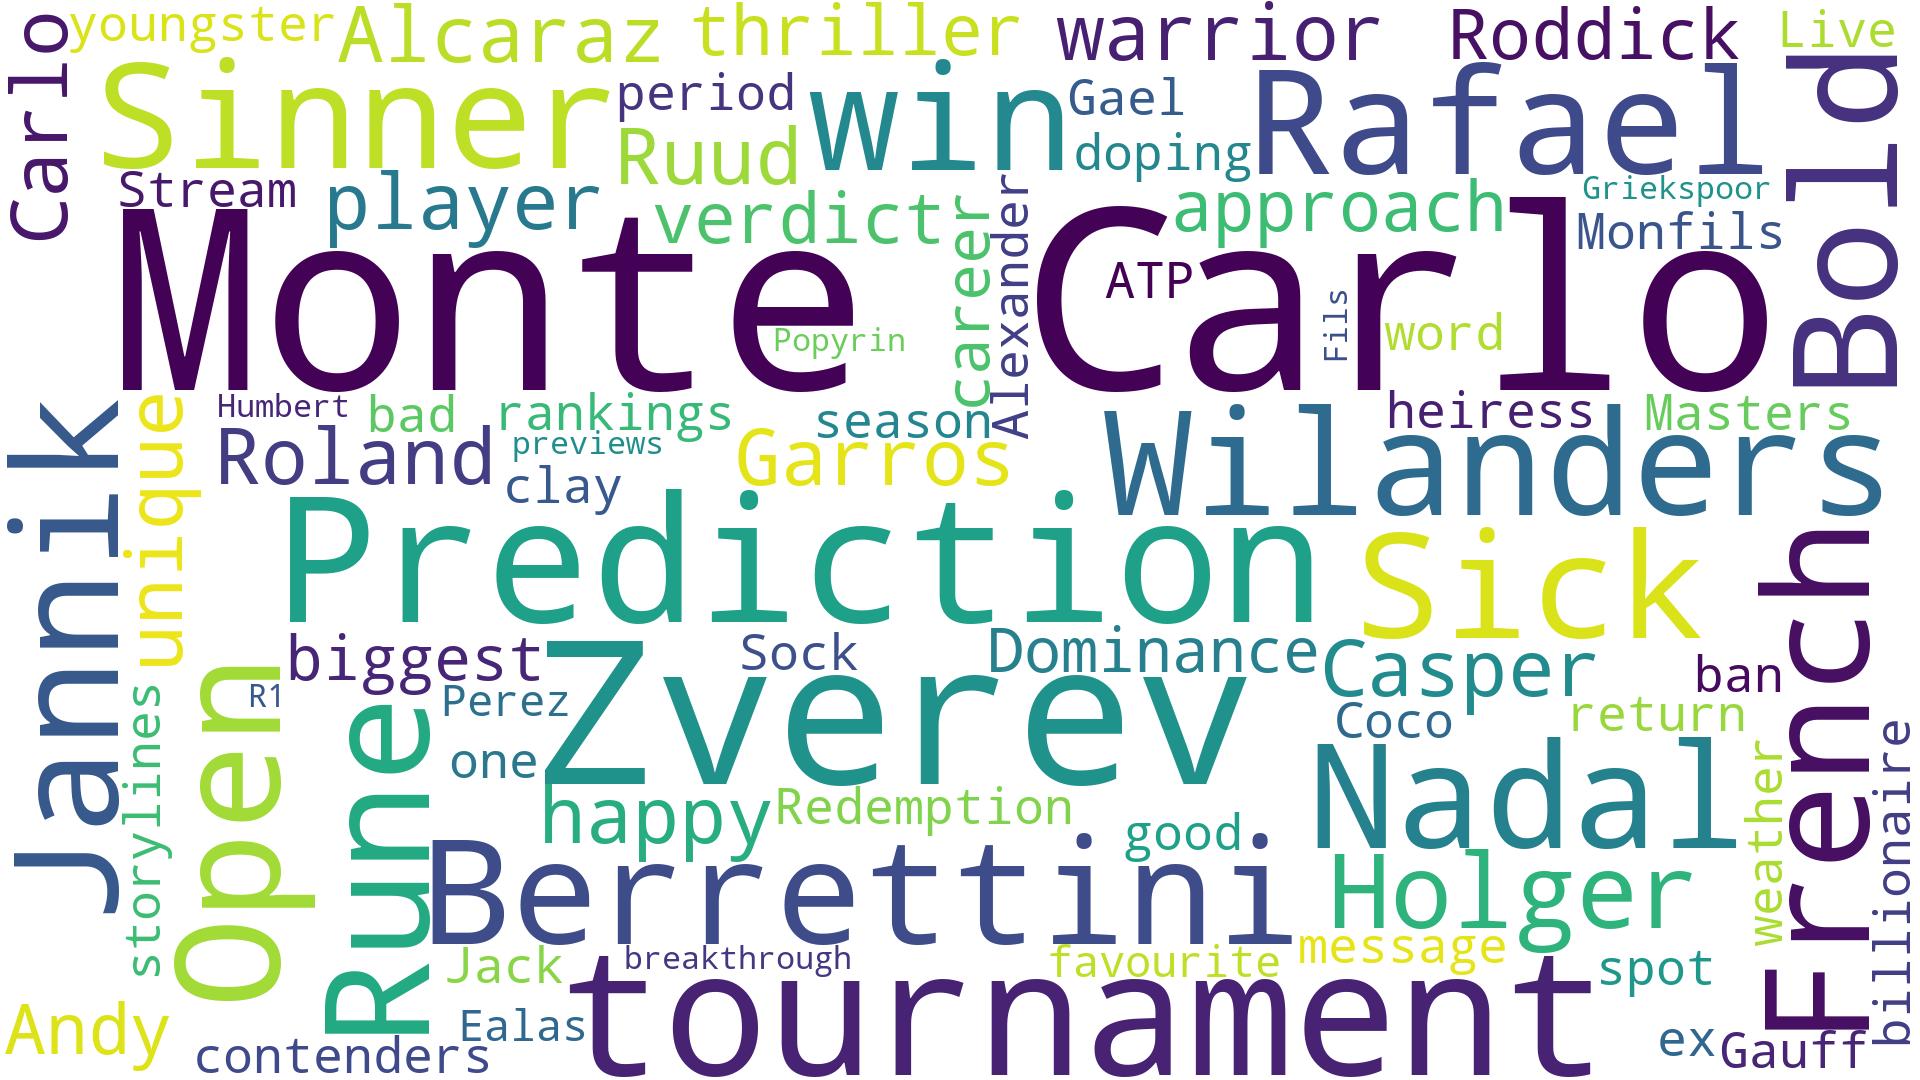 Carlo
youngster
Alcaraz
thriller
warrior
Roddick
Live
Sinner
period
win
Gael
Rafael
Bold
Ruud
doping
Stream
player
verdict
career
Alexander
approach
Griekspoor
Monfils
Monte Carlo
ATP
Popyrin
Fils
word
Jannik
unique
Humbert
bad
rankings
season
heiress
Masters
Roland
previews
Garros
Wilanders
clay
Prediction
Sick
French
biggest
Sock
Dominance
Casper
ban
Open
R1
Perez
Zverev
Coco
return
storylines
Rune
one
Nadal
weather
billionaire
happy
Redemption
good
Berrettini
Holger
Jack
breakthrough
favourite
message
spot
Andy
contenders
Ealas
tournament
ex
Gauff